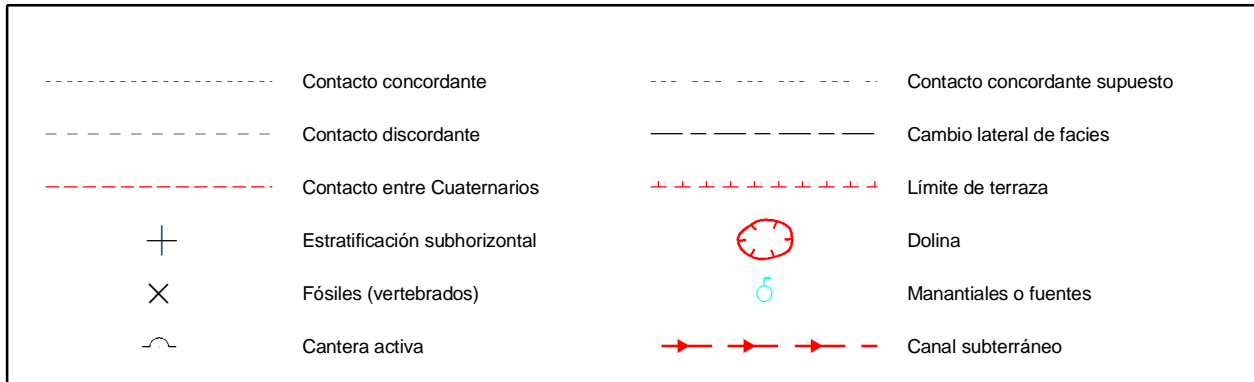 Contacto concordante
Contacto concordante supuesto
Contacto discordante
Cambio lateral de facies
Contacto entre Cuaternarios
Límite de terraza
Estratificación subhorizontal
Dolina
Fósiles (vertebrados)
Manantiales o fuentes
Cantera activa
Canal subterráneo